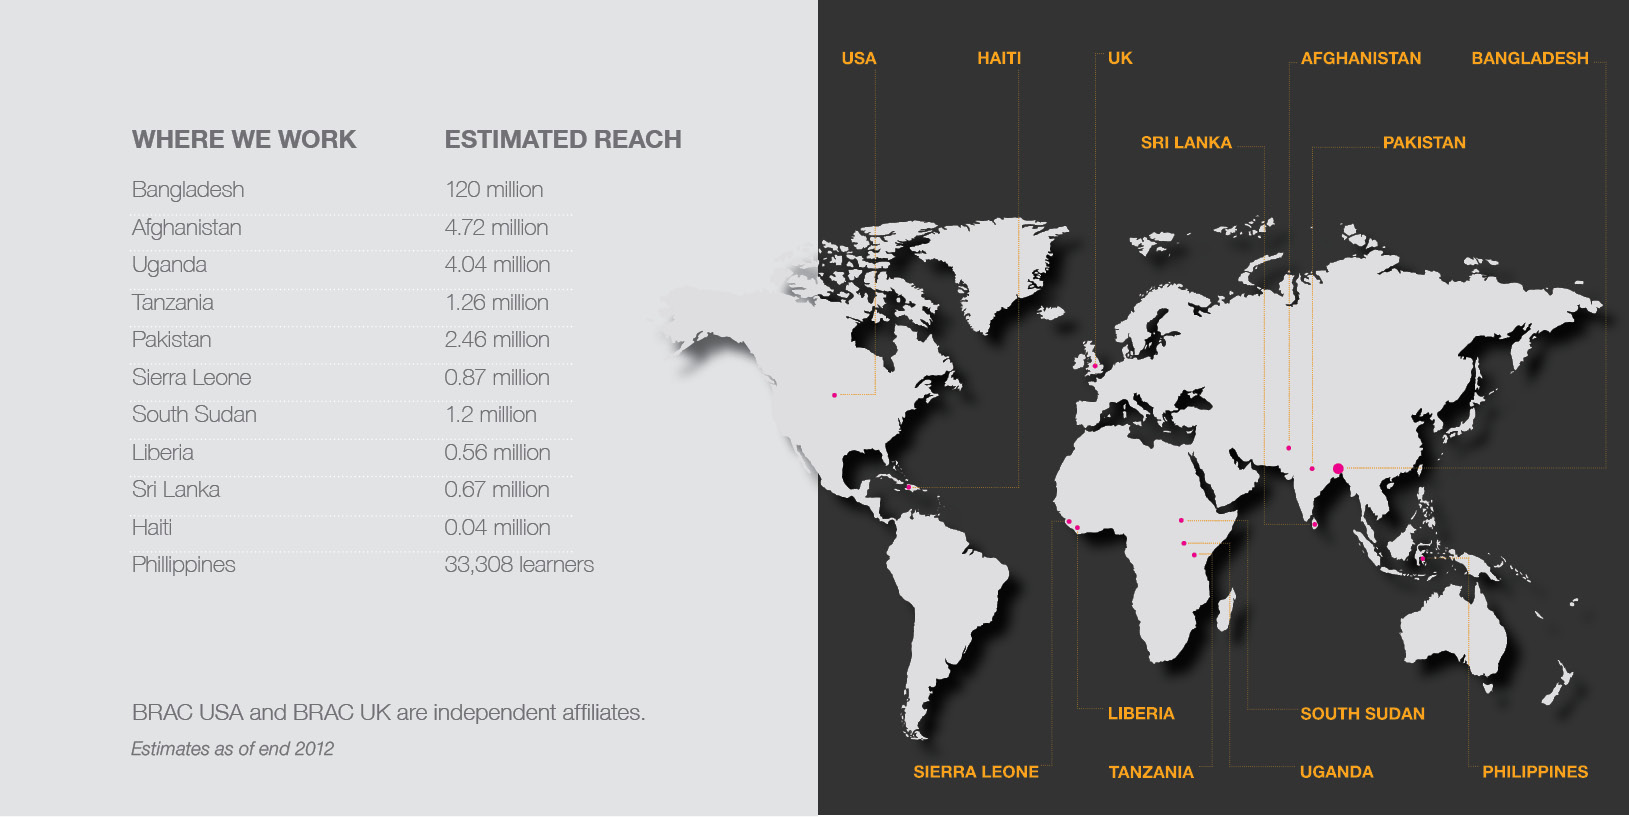 WHERE WE WORK ESTIMATED REACH
Bangladesh 120 million
Afghanistan 4.72 million
Uganda 4.04 million
Tanzania 1.26 million
Pakistan 2.46 million
Sierra Leone 0.87 million
South Sudan 1.2 million
Liberia 0.56 million
Sri Lanka 0.67 million
Haiti 0.04 million
Phillippines 33,308 learners
BRAC USA and BRAC UK are independent affiliates.
Estimates as of end 2012
USA HAITI UK AFGHANISTAN BANGLADESH
SRI LANKA PAKISTAN
LIBERIA SOUTH SUDAN
SIERRA LEONE TANZANIA UGANDA PHILIPPINES